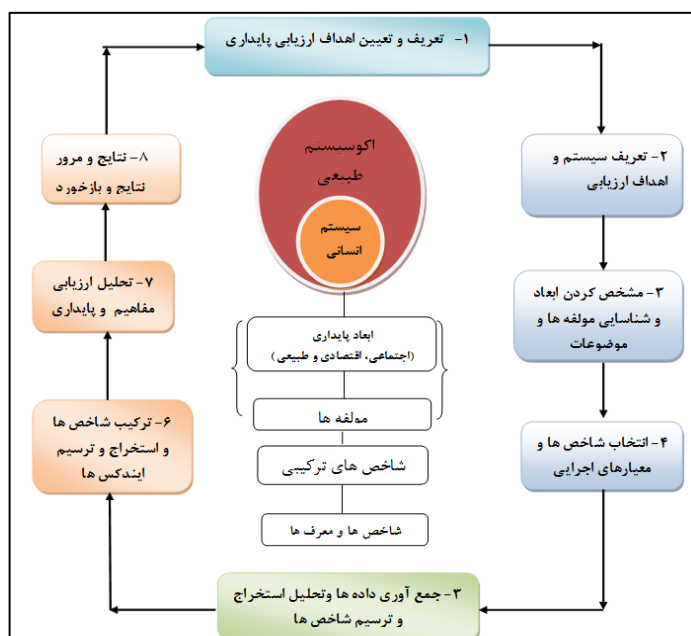 ۱- تعریف و تعیین اهداف ارزیابی پایداری
۲- تعریف سیستم و
اهداف ارزیابی
۳- مشخص کردن ابعاد
و شناسایی مولفه ها و
موضوعات
۴- انتخاب شاخص ها و
معیارهای اجرایی
۳- جمع آوری داده ها وتحلیل استخراج
و ترسیم شاخص ها
۶- ترکیب شاخص ها
و استخراج و ترسیم
ایندکس ها
۷- تحلیل ارزیابی
مفاهیم و پایداری
۸- نتایج و مرور
نتایج و بازخورد
اکوسیستم
طبیعی
سیستم
انسانی
ابعاد پایداری
(اجتماعی، اقتصادی و طبیعی)
مولفه ها
شاخص های ترکیبی
شاخص ها و معرف ها